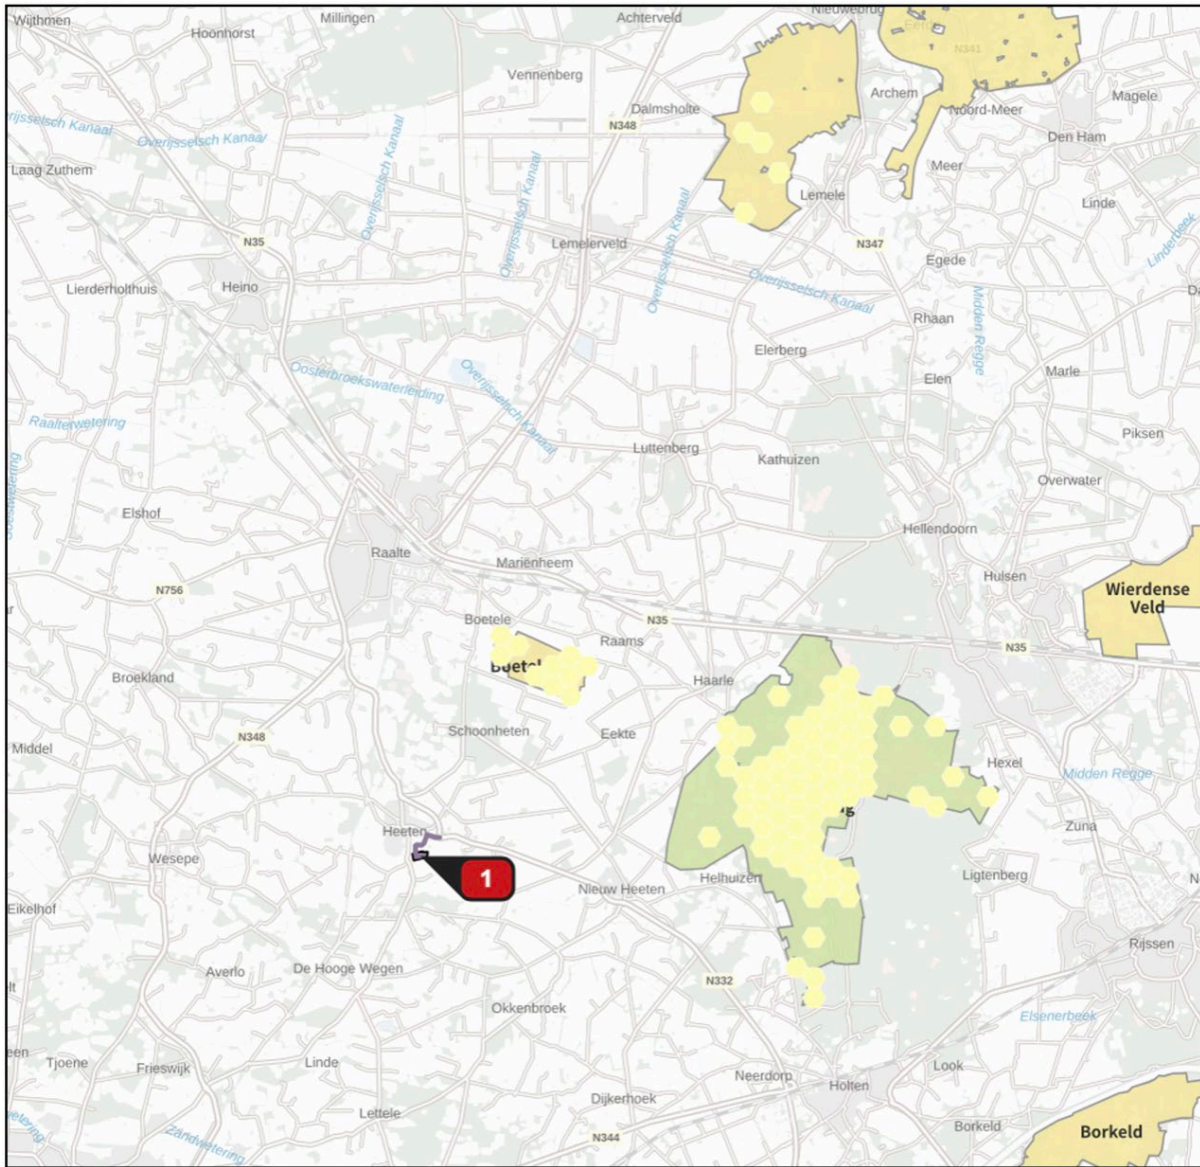 Wijthmen
Millingen
Achterveld
Nieuwebrug
Hoonhorst
Eerde
N341
Vennenberg
Archem
Magele
Dalmsholte
Noord-Meer
N348
Overijsselsch Kanaal
Den Ham
Laag Zuthem
Meer
Lemele
Linde
Overijsselsch Kanaal
Overijsselsch Kanaal
Overijsselsch Kanaal
N35
Lemelerveld
N347
Linderbeek
Egede
Heino
Lierderholthuis
Overijsselsch Kanaal
Midden Regge
Rhaan
Elerberg
Oosterbroekswaterleiding
Overijsselsch Kanaal
Marle
Elen
Raalterwetering
Piksen
Luttenberg
Kathuizen
Overwater
Elshof
Hellendoorn
Raalte
Mariënheem
Hulsen
N756
Wierdense
Veld
Boetele
N35
Raams
N35
Boetel
Broekland
Haarle
Schoonheten
Eekte
N348
Middel
Hexel
Midden Regge
Heeten
Zuna
Wesepe
1
Nieuw Heeten
Helhuizen
Ligtenberg
Eikelhof
Rijssen
Averlo
De Hooge Wegen
N332
Okkenbroek
Elsenerbeek
Tjoene
Frieswijk
Linde
Look
Neerdorp
Holten
Dijkerhoek
Lettele
Borkeld
Borkeld
N344
Zandwetering